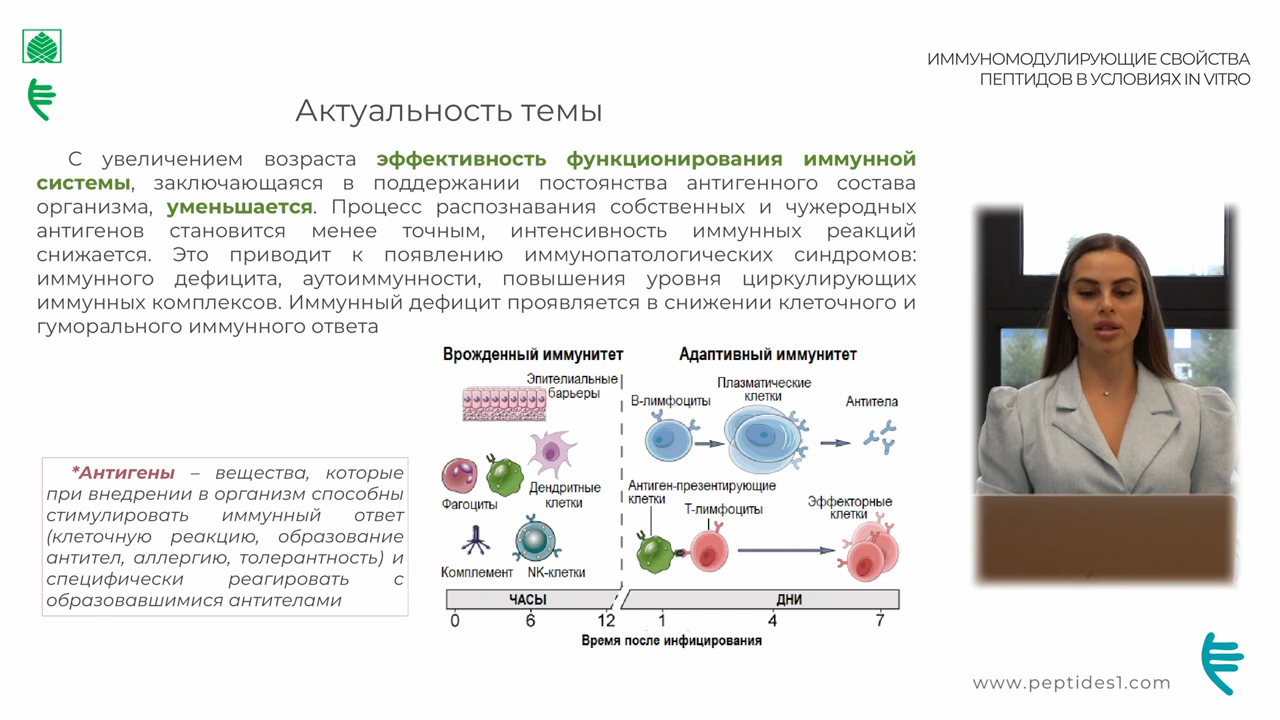 ИММУНОМОДУЛИРУЮЩИЕ СВОЙСТВА
ПЕПТИДОВ В УСЛОВИЯХ IN VITRO
Актуальность темы
С увеличением возраста эффективность функционирования иммунной
системы, заключающаяся в поддержании постоянства антигенного состава
организма, уменьшается. Процесс распознавания собственных и чужеродных
антигенов становится менее точным, интенсивность иммунных реакций
снижается. Это приводит к появлению иммунопатологических синдромов:
иммунного дефицита, аутоиммунности, повышения уровня циркулирующих
иммунных комплексов. Иммунный дефицит проявляется в снижении клеточного и
гуморального иммунного ответа
*Антигены – вещества, которые
при внедрении в организм способны
стимулировать иммунный ответ
(клеточную реакцию, образование
антител, аллергию, толерантность) и
специфически реагировать с
образовавшимися антителами
Врожденный иммунитет
Эпителиальные
барьеры
Фагоциты
Дендритные
клетки
Комплемент
NK-клетки
Адаптивный иммунитет
В-лимфоциты
Плазматические
клетки
Антитела
Антиген-презентирующие
клетки
Т-лимфоциты
Эффекторные
клетки
ЧАСЫ
ДНИ
0 6 12 1 4 7
Время после инфицирования
www.peptides1.com